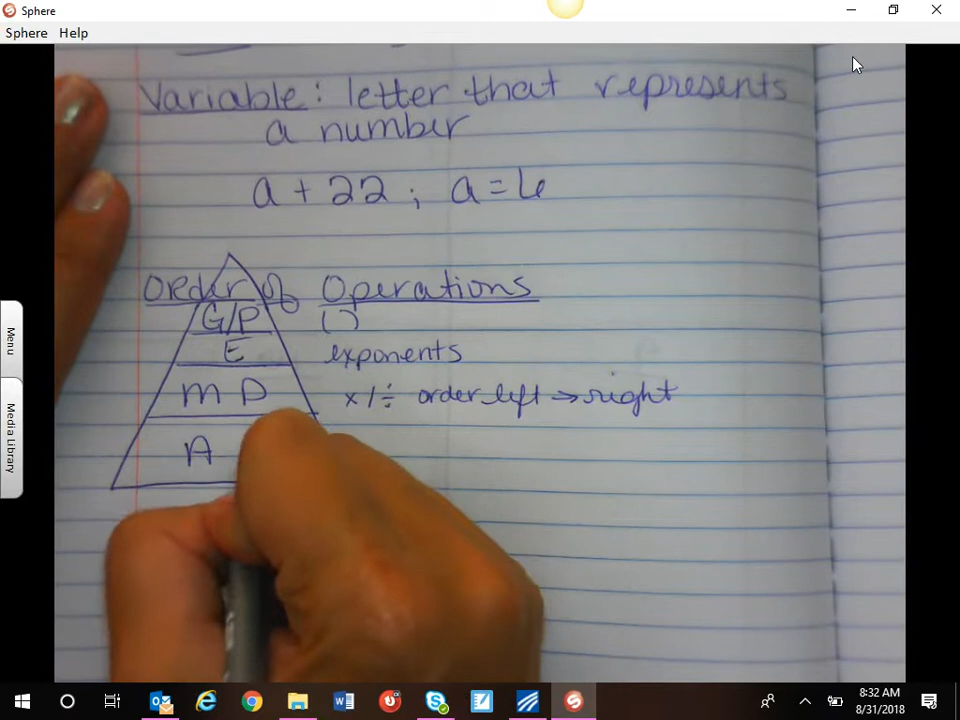 Sphere
Sphere Help
Variable: letter that represents
a number
a + 22 ; a = 6
Order of Operations
G/P ( )
E exponents
M D x / ÷ order left → right
A
Menu
Media Library
8:32 AM
8/31/2018